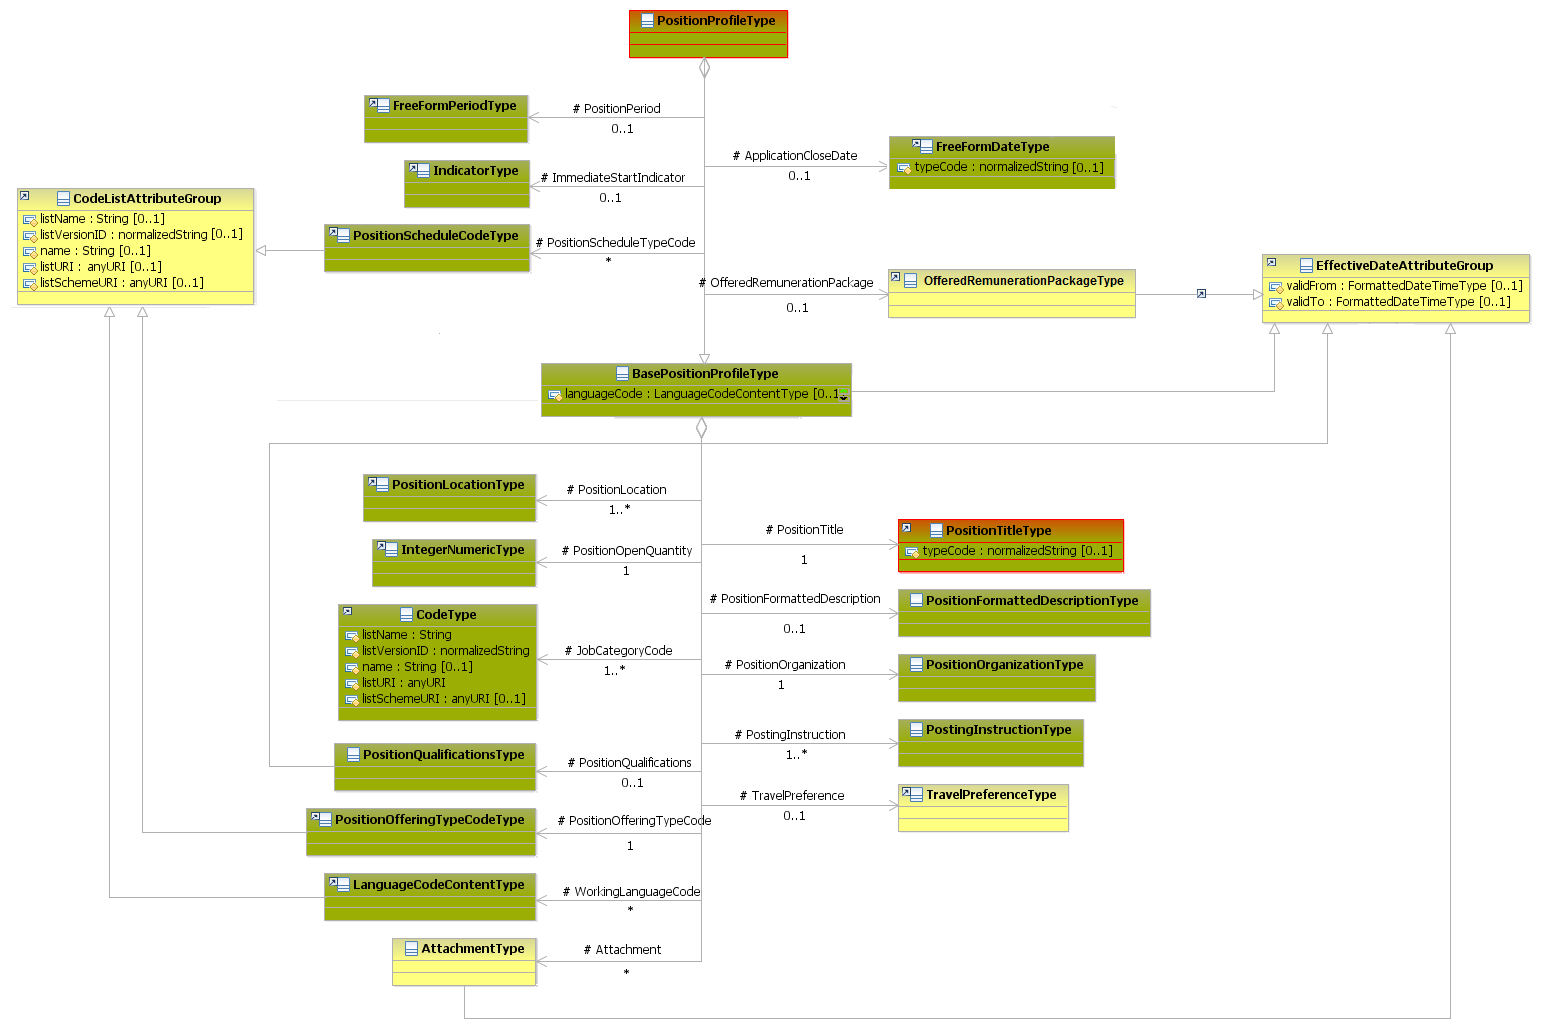 PositionProfileType
FreeFormPeriodType
# PositionPeriod
0..1
# ApplicationCloseDate
0..1
FreeFormDateType
typeCode : normalizedString [0..1]
IndicatorType
# ImmediateStartIndicator
0..1
CodeListAttributeGroup
listName : String [0..1]
listVersionID : normalizedString [0..1]
name : String [0..1]
listURI : anyURI [0..1]
listSchemeURI : anyURI [0..1]
PositionScheduleCodeType
# PositionScheduleTypeCode
*
# OfferedRemunerationPackage
0..1
OfferedRemunerationPackageType
EffectiveDateAttributeGroup
validFrom : FormattedDateTimeType [0..1]
validTo : FormattedDateTimeType [0..1]
BasePositionProfileType
languageCode : LanguageCodeContentType [0..1
PositionLocationType
# PositionLocation
1..*
# PositionTitle
1
PositionTitleType
typeCode : normalizedString [0..1]
IntegerNumericType
# PositionOpenQuantity
1
# PositionFormattedDescription
0..1
PositionFormattedDescriptionType
CodeType
listName : String
listVersionID : normalizedString
name : String [0..1]
listURI : anyURI
listSchemeURI : anyURI [0..1]
# JobCategoryCode
1..*
# PositionOrganization
1
PositionOrganizationType
# PostingInstruction
1..*
PostingInstructionType
PositionQualificationsType
# PositionQualifications
0..1
# TravelPreference
0..1
TravelPreferenceType
PositionOfferingTypeCodeType
# PositionOfferingTypeCode
1
LanguageCodeContentType
# WorkingLanguageCode
*
AttachmentType
# Attachment
*